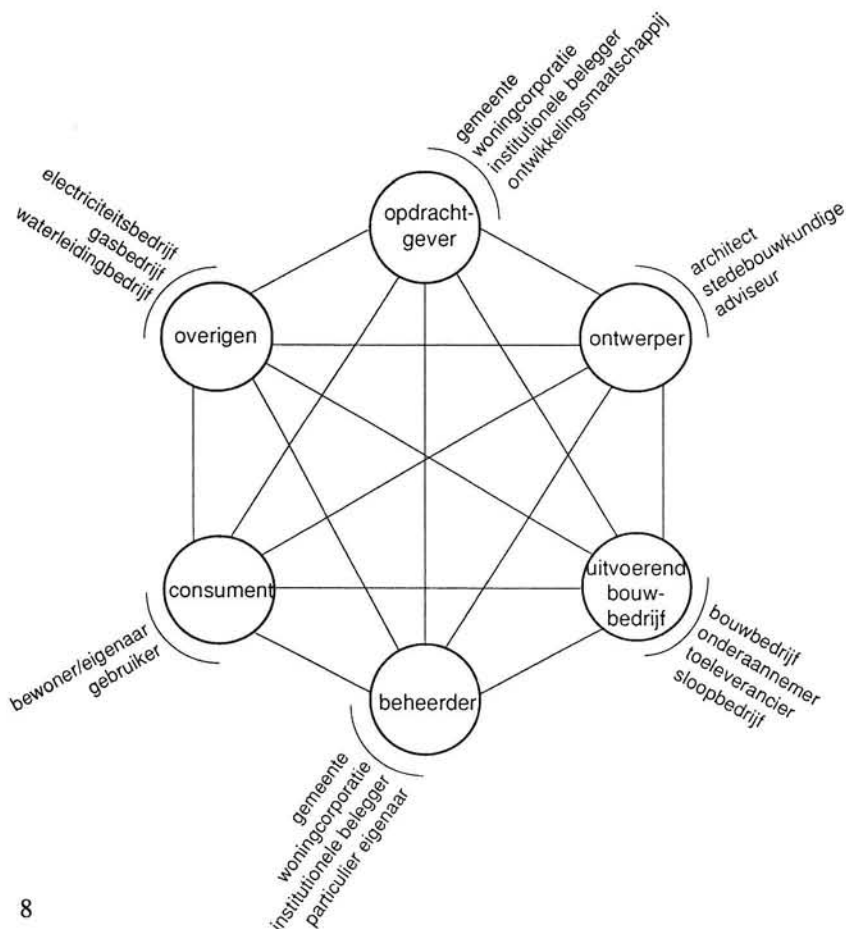 gemeente
woningcorporatie
institutionele belegger
ontwikkelingsmaatschappij
opdracht-
gever
electriciteitsbedrijf
gasbedrijf
waterleidingbedrijf
overigen
architect
stedebouwkundige
adviseur
ontwerper
consument
bewoner/eigenaar
gebruiker
uitvoerend
bouw-
bedrijf
bouwbedrijf
onderaannemer
toeleverancier
sloopbedrijf
beheerder
gemeente
woningcorporatie
institutionele belegger
particulier eigenaar
8